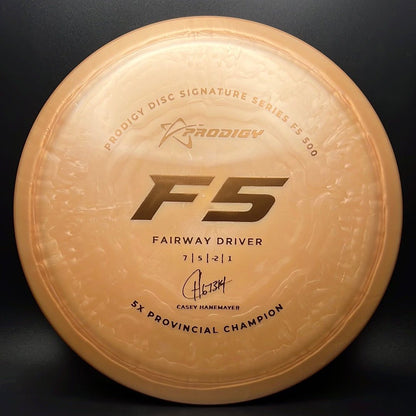 PRODIGY DISC SIGNATURE SERIES F5 500
PRODIGY
F5
FAIRWAY DRIVER
7 | 5 | -2 | 1
CASEY HANEMAYER
5X PROVINCIAL CHAMPION